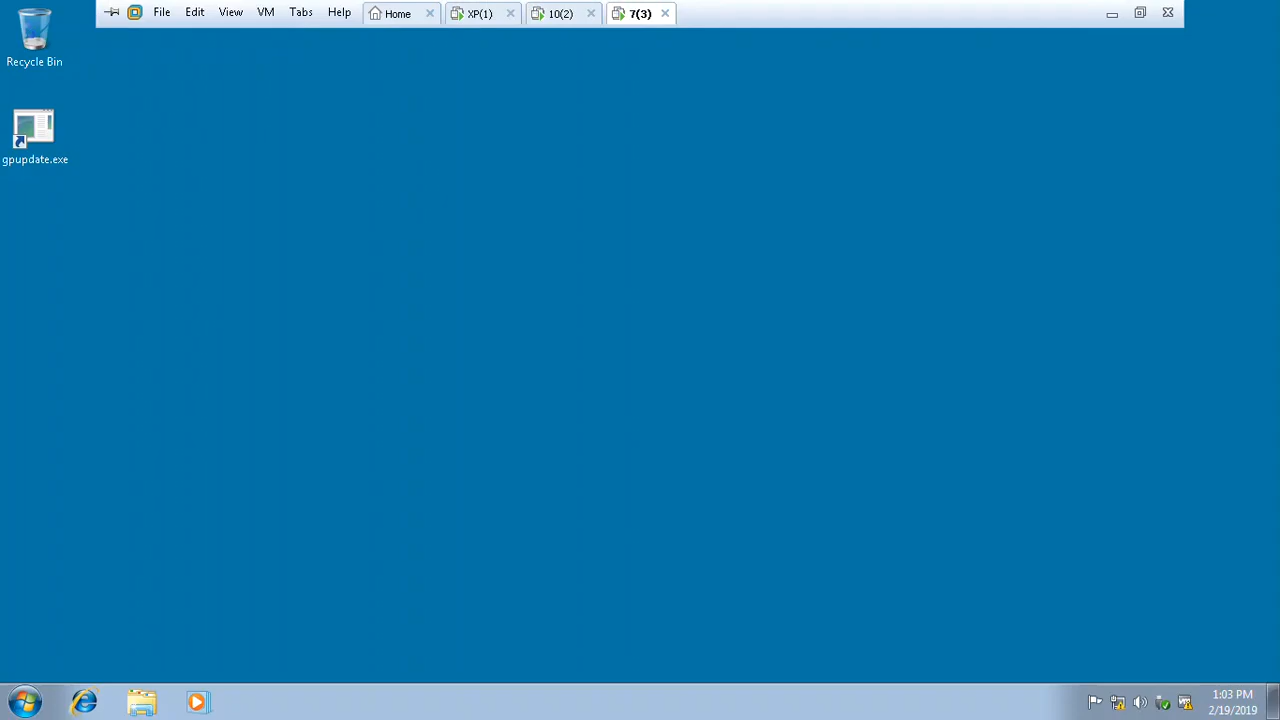 File Edit View VM Tabs Help Home XP(1) 10(2) 7(3)
Recycle Bin
gpupdate.exe
1:03 PM
2/19/2019